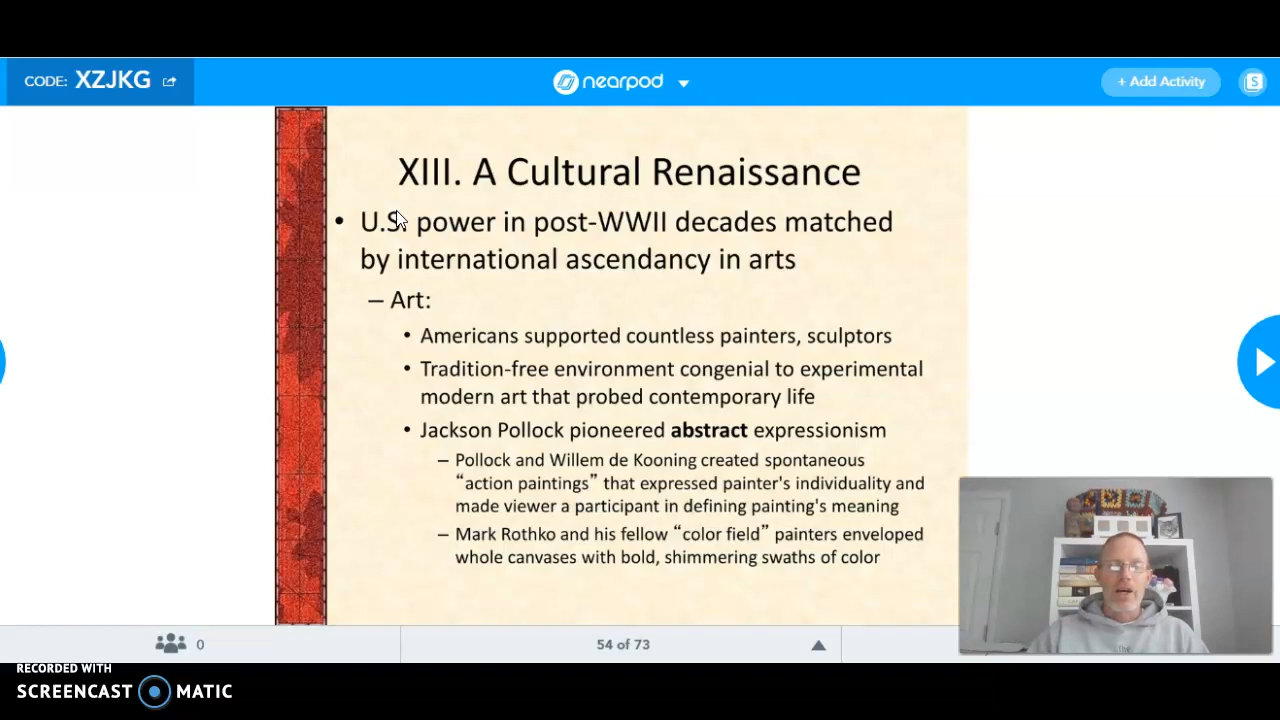 CODE: XZJKG
nearpod
+ Add Activity
S
XIII. A Cultural Renaissance
• U.S. power in post-WWII decades matched
by international ascendancy in arts
– Art:
• Americans supported countless painters, sculptors
• Tradition-free environment congenial to experimental
modern art that probed contemporary life
• Jackson Pollock pioneered abstract expressionism
– Pollock and Willem de Kooning created spontaneous
“action paintings” that expressed painter's individuality and
made viewer a participant in defining painting's meaning
– Mark Rothko and his fellow “color field” painters enveloped
whole canvases with bold, shimmering swaths of color
0
54 of 73
RECORDED WITH
SCREENCAST MATIC